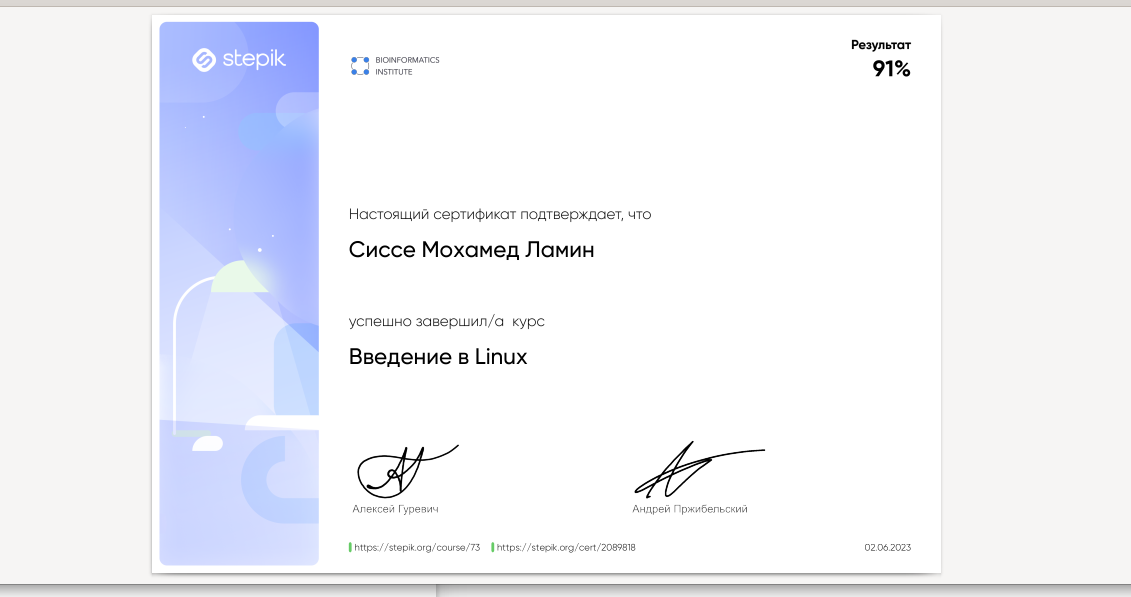 stepik
BIOINFORMATICS
INSTITUTE
Результат
91%
Настоящий сертификат подтверждает, что
Сиссе Мохамед Ламин
успешно завершил/а курс
Введение в Linux
Алексей Гуревич
Андрей Пржибельский
https://stepik.org/course/73
https://stepik.org/cert/2089818
02.06.2023